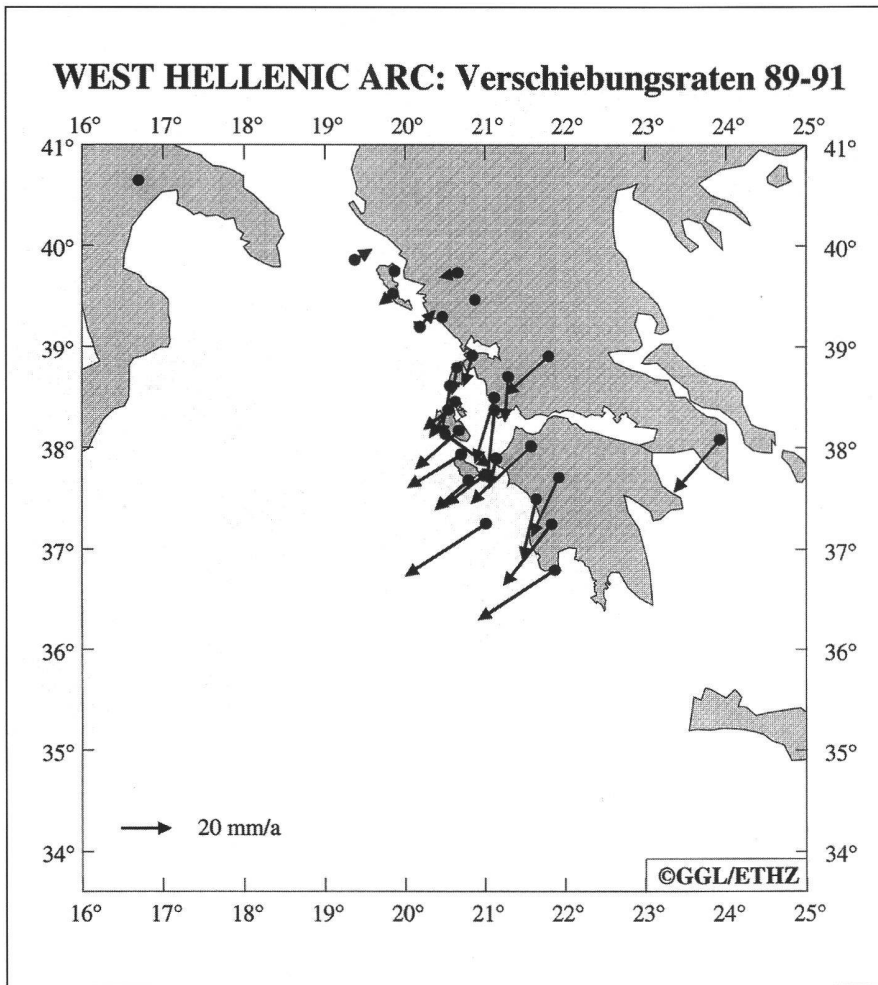 WEST HELLENIC ARC: Verschiebungsraten 89-91
16° 17° 18° 19° 20° 21° 22° 23° 24° 25°
41° 41°
40° 40°
39° 39°
38° 38°
37° 37°
36° 36°
35° 35°
20 mm/a
34° 34°
©GGL/ETHZ
16° 17° 18° 19° 20° 21° 22° 23° 24° 25°